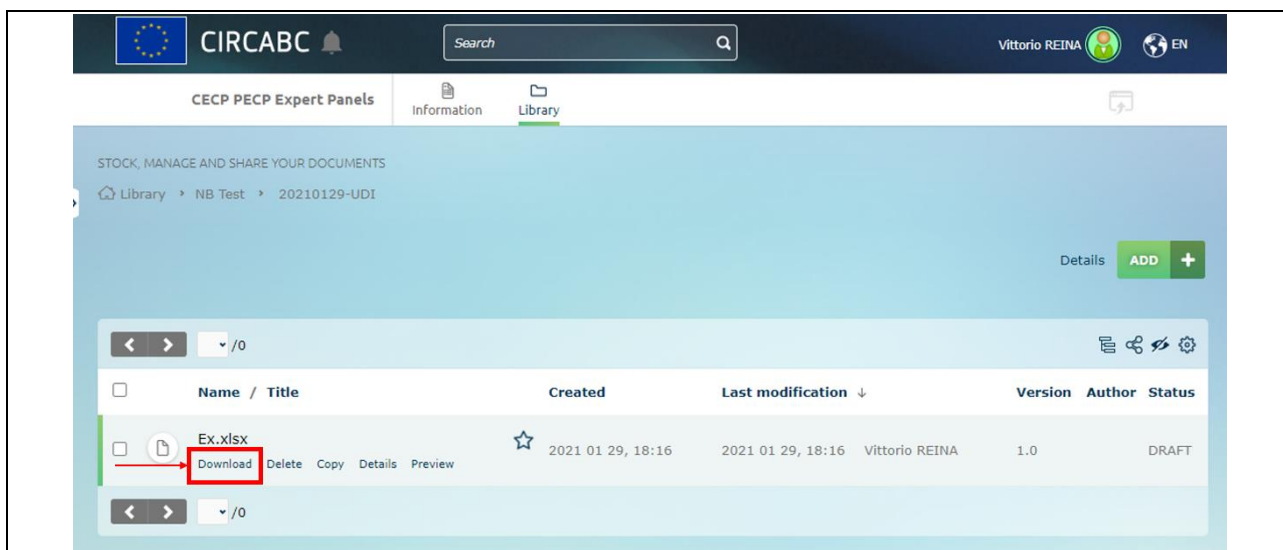 CIRCABC
Search
Vittorio REINA
EN
CECP PECP Expert Panels
Information
Library
STOCK, MANAGE AND SHARE YOUR DOCUMENTS
Library › NB Test › 20210129-UDI
Details ADD +
/0
Name / Title Created Last modification ↓ Version Author Status
Ex.xlsx
2021 01 29, 18:16 2021 01 29, 18:16 Vittorio REINA 1.0 DRAFT
Download Delete Copy Details Preview
/0